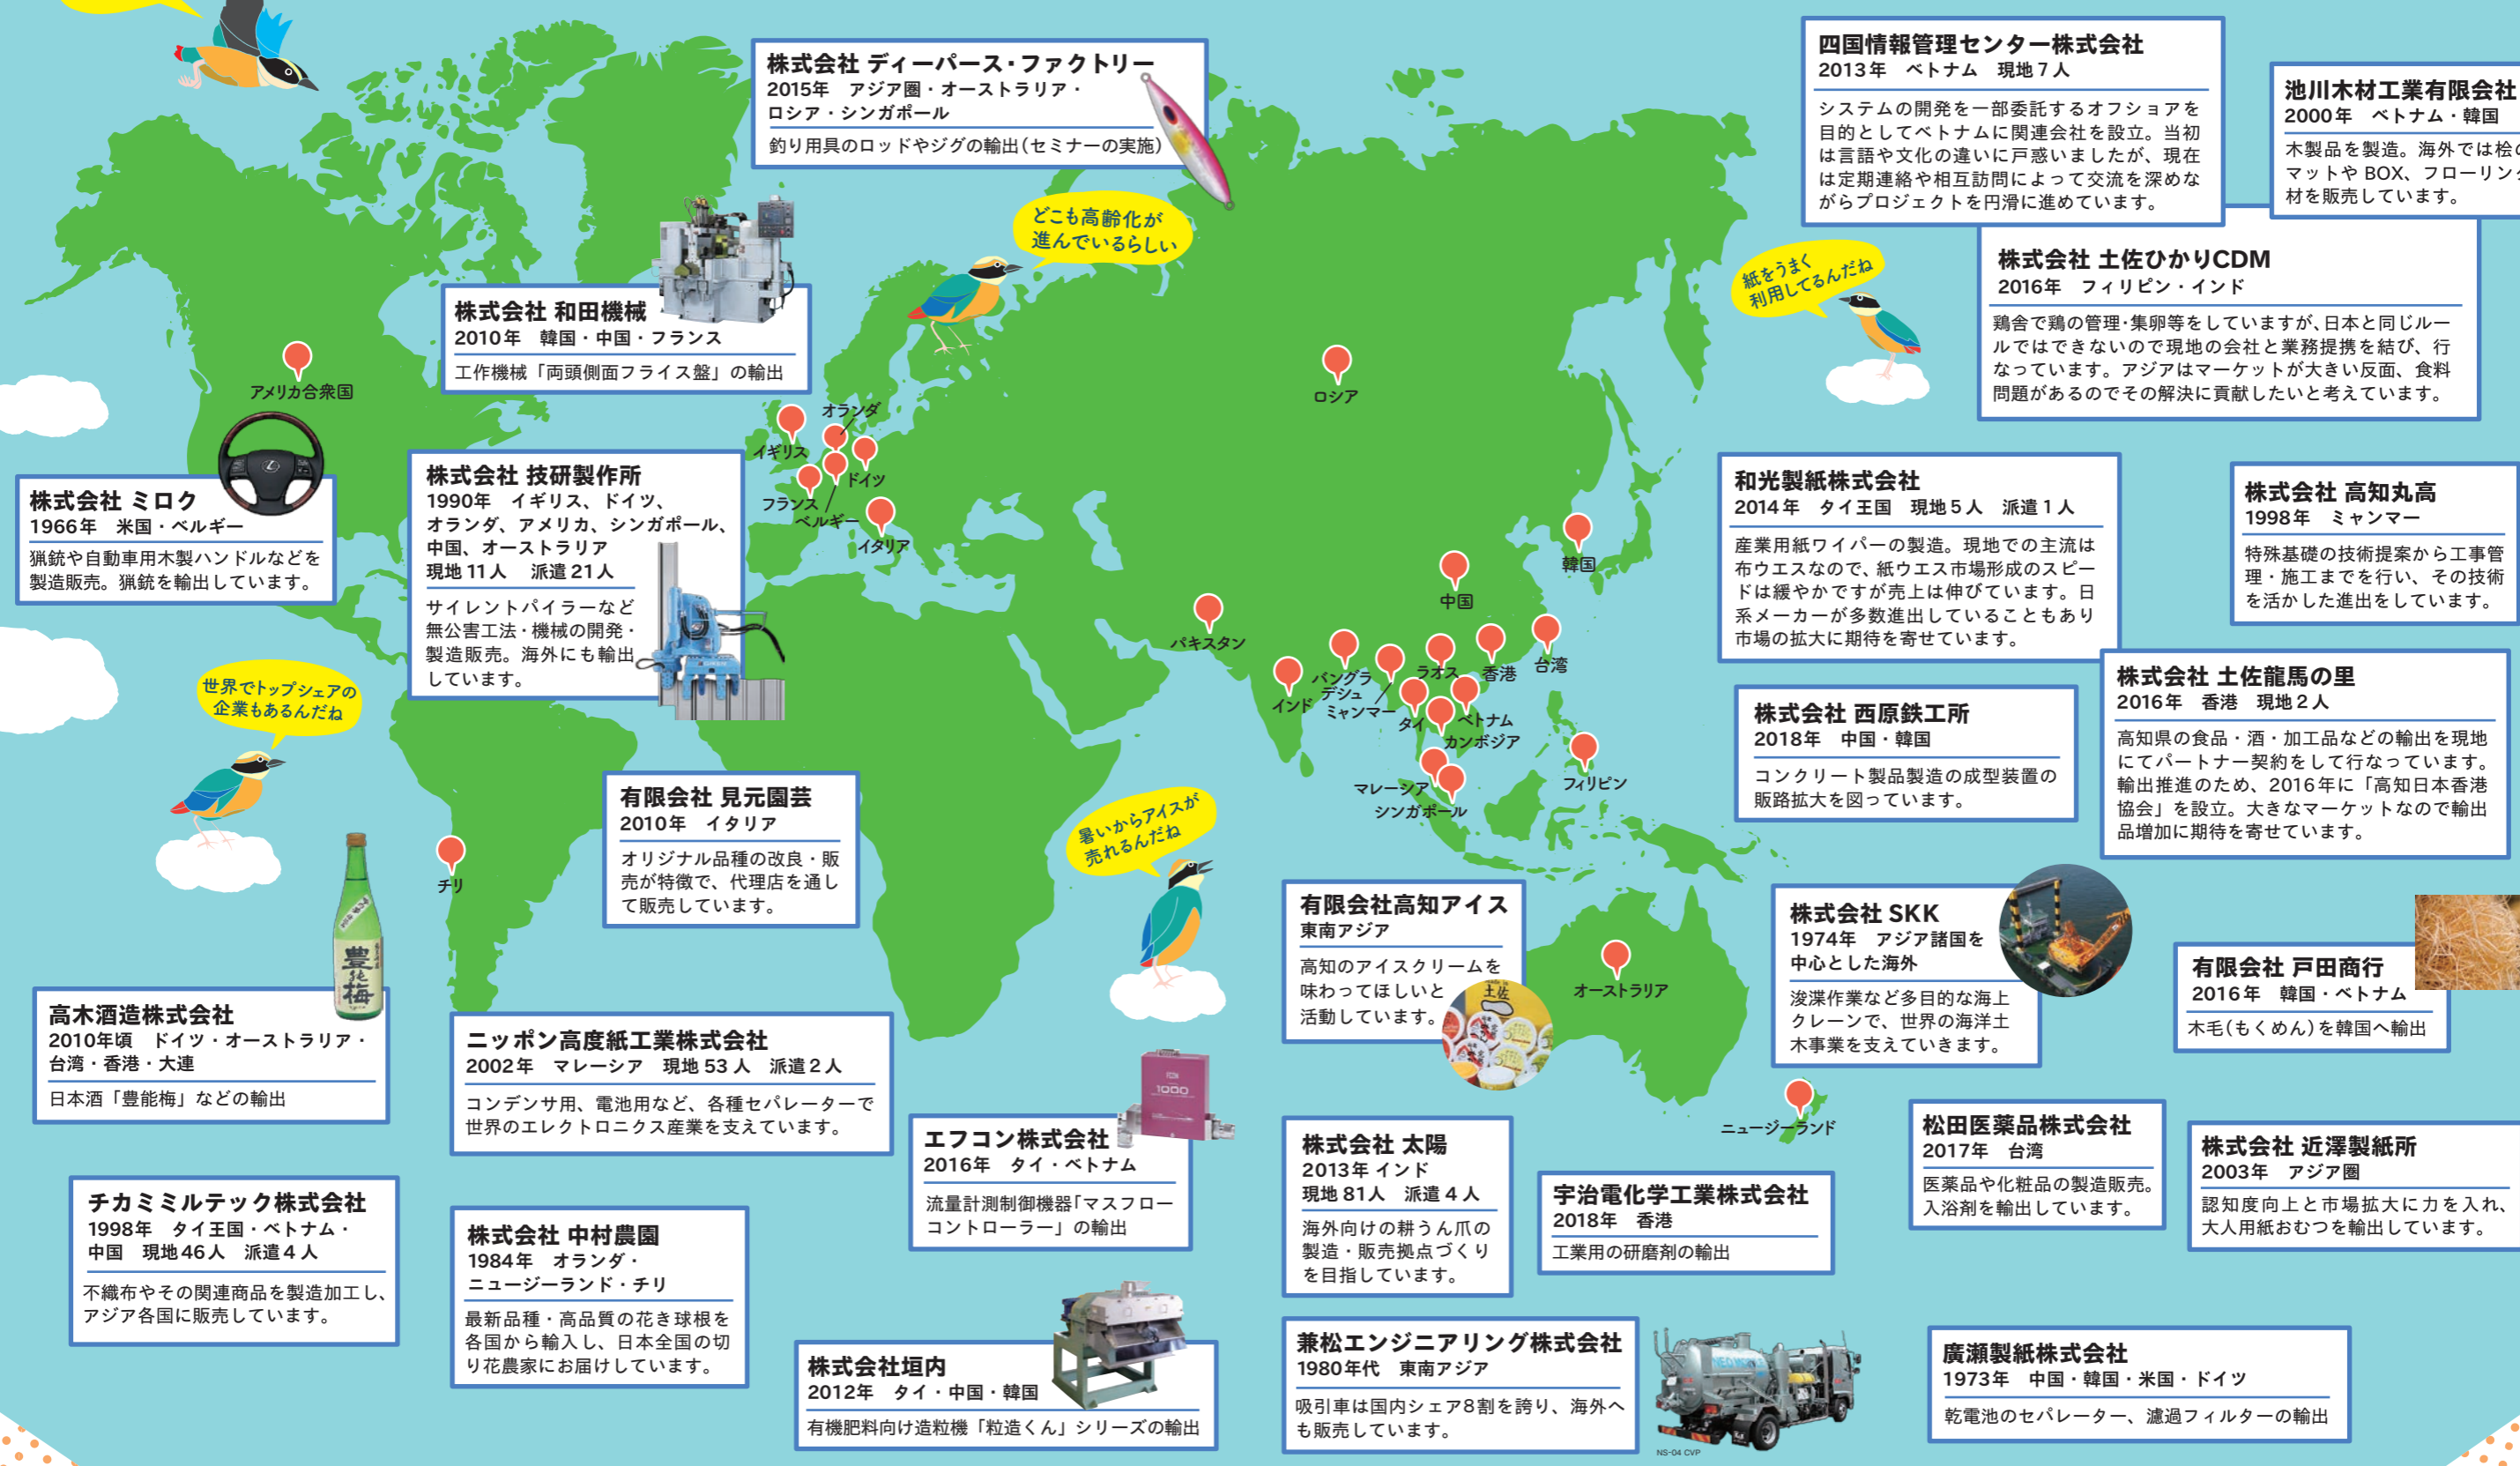 株式会社 ディーパース・ファクトリー
2015年　アジア圏・オーストラリア・
ロシア・シンガポール
釣り用具のロッドやジグの輸出（セミナーの実施）
四国情報管理センター株式会社
2013年　ベトナム　現地7人
システムの開発を一部委託するオフショアを
目的としてベトナムに関連会社を設立。当初
は言語や文化の違いに戸惑いましたが、現在
は定期連絡や相互訪問によって交流を深めな
がらプロジェクトを円滑に進めています。
池川木材工業有限会社
2000年　ベトナム・韓国
木製品を製造。海外では桧の
マットや BOX、フローリング
材を販売しています。
どこも高齢化が
進んでいるらしい
紙をうまく
利用してるんだね
株式会社 土佐ひかりCDM
2016年　フィリピン・インド
鶏舎で鶏の管理・集卵等をしていますが、日本と同じルー
ルではできないので現地の会社と業務提携を結び、行
なっています。アジアはマーケットが大きい反面、食料
問題があるのでその解決に貢献したいと考えています。
株式会社 和田機械
2010年　韓国・中国・フランス
工作機械「両頭側面フライス盤」の輸出
アメリカ合衆国
ロシア
オランダ
イギリス
ドイツ
フランス
ベルギー
イタリア
株式会社 ミロク
1966年　米国・ベルギー
猟銃や自動車用木製ハンドルなどを
製造販売。猟銃を輸出しています。
株式会社 技研製作所
1990年　イギリス、ドイツ、
オランダ、アメリカ、シンガポール、
中国、オーストラリア
現地 11人　派遣 21人
サイレントパイラーなど
無公害工法・機械の開発・
製造販売。海外にも輸出
しています。
和光製紙株式会社
2014年　タイ王国　現地5人　派遣1人
産業用紙ワイパーの製造。現地での主流は
布ウエスなので、紙ウエス市場形成のスピー
ドは緩やかですが売上は伸びています。日
系メーカーが多数進出していることもあり
市場の拡大に期待を寄せています。
株式会社 高知丸高
1998年　ミャンマー
特殊基礎の技術提案から工事管
理・施工までを行い、その技術
を活かした進出をしています。
韓国
中国
パキスタン
バングラ
デシュ
インド
ミャンマー
ラオス
香港
台湾
タイ
ベトナム
カンボジア
マレーシア
シンガポール
フィリピン
世界でトップシェアの
企業もあるんだね
株式会社 西原鉄工所
2018年　中国・韓国
コンクリート製品製造の成型装置の
販路拡大を図っています。
株式会社 土佐龍馬の里
2016年　香港　現地2人
高知県の食品・酒・加工品などの輸出を現地
にてパートナー契約をして行なっています。
輸出推進のため、2016年に「高知日本香港
協会」を設立。大きなマーケットなので輸出
品増加に期待を寄せています。
有限会社 見元園芸
2010年　イタリア
オリジナル品種の改良・販
売が特徴で、代理店を通し
て販売しています。
暑いからアイスが
売れるんだね
チリ
豊
能
梅
高木酒造株式会社
2010年頃　ドイツ・オーストラリア・
台湾・香港・大連
日本酒「豊能梅」などの輸出
有限会社高知アイス
東南アジア
高知のアイスクリームを
味わってほしいと
活動しています。
土佐
オーストラリア
株式会社 SKK
1974年　アジア諸国を
中心とした海外
浚渫作業など多目的な海上
クレーンで、世界の海洋土
木事業を支えていきます。
有限会社 戸田商行
2016年　韓国・ベトナム
木毛（もくめん）を韓国へ輸出
ニッポン高度紙工業株式会社
2002年　マレーシア　現地 53 人　派遣2人
コンデンサ用、電池用など、各種セパレーターで
世界のエレクトロニクス産業を支えています。
1000
エフコン株式会社
2016年　タイ・ベトナム
流量計測制御機器「マスフロー
コントローラー」の輸出
株式会社 太陽
2013年 インド
現地 81人　派遣 4 人
海外向けの耕うん爪の
製造・販売拠点づくり
を目指しています。
ニュージーランド
宇治電化学工業株式会社
2018年　香港
工業用の研磨剤の輸出
松田医薬品株式会社
2017年　台湾
医薬品や化粧品の製造販売。
入浴剤を輸出しています。
株式会社 近澤製紙所
2003年　アジア圏
認知度向上と市場拡大に力を入れ、
大人用紙おむつを輸出しています。
チカミミルテック株式会社
1998年　タイ王国・ベトナム・
中国　現地46人　派遣4人
不織布やその関連商品を製造加工し、
アジア各国に販売しています。
株式会社 中村農園
1984年　オランダ・
ニュージーランド・チリ
最新品種・高品質の花き球根を
各国から輸入し、日本全国の切
り花農家にお届けしています。
株式会社垣内
2012年　タイ・中国・韓国
有機肥料向け造粒機「粒造くん」シリーズの輸出
兼松エンジニアリング株式会社
1980年代　東南アジア
吸引車は国内シェア8割を誇り、海外へ
も販売しています。
NS-04 CVP
廣瀬製紙株式会社
1973年　中国・韓国・米国・ドイツ
乾電池のセパレーター、濾過フィルターの輸出